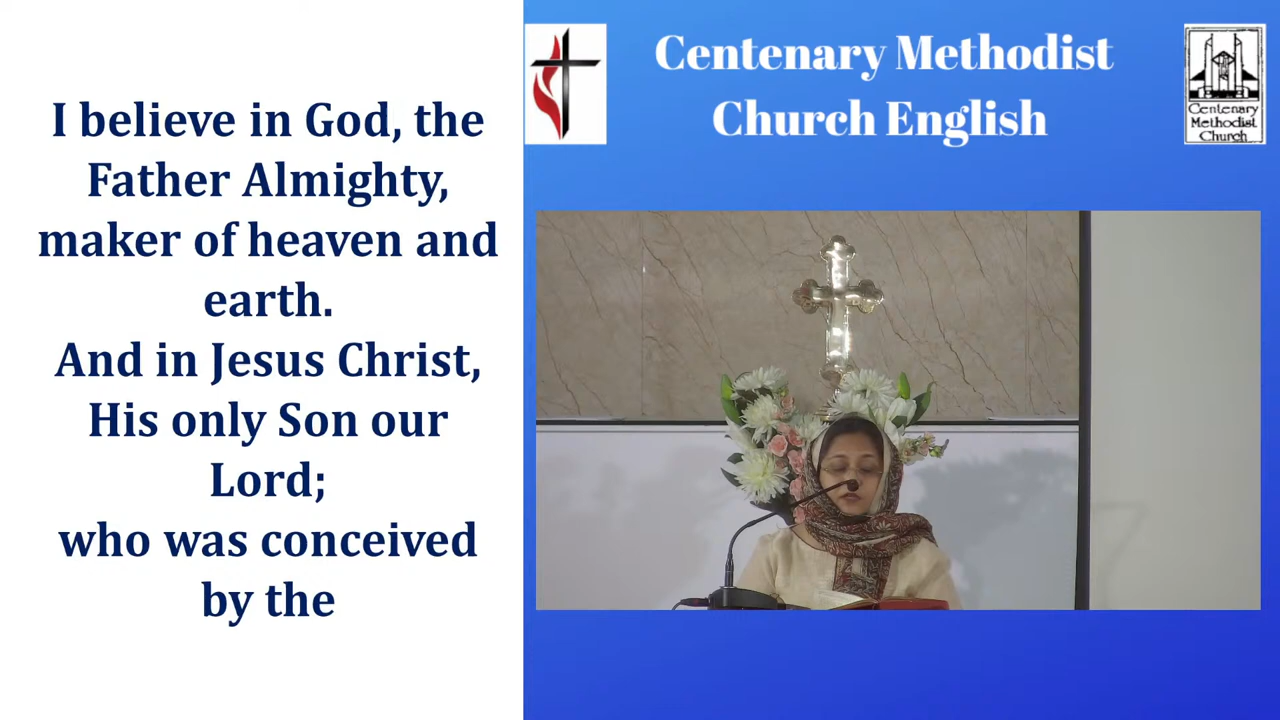 I believe in God, the
Father Almighty,
maker of heaven and
earth.
And in Jesus Christ,
His only Son our
Lord;
who was conceived
by the
Centenary Methodist
Church English
Centenary
Methodist
Church